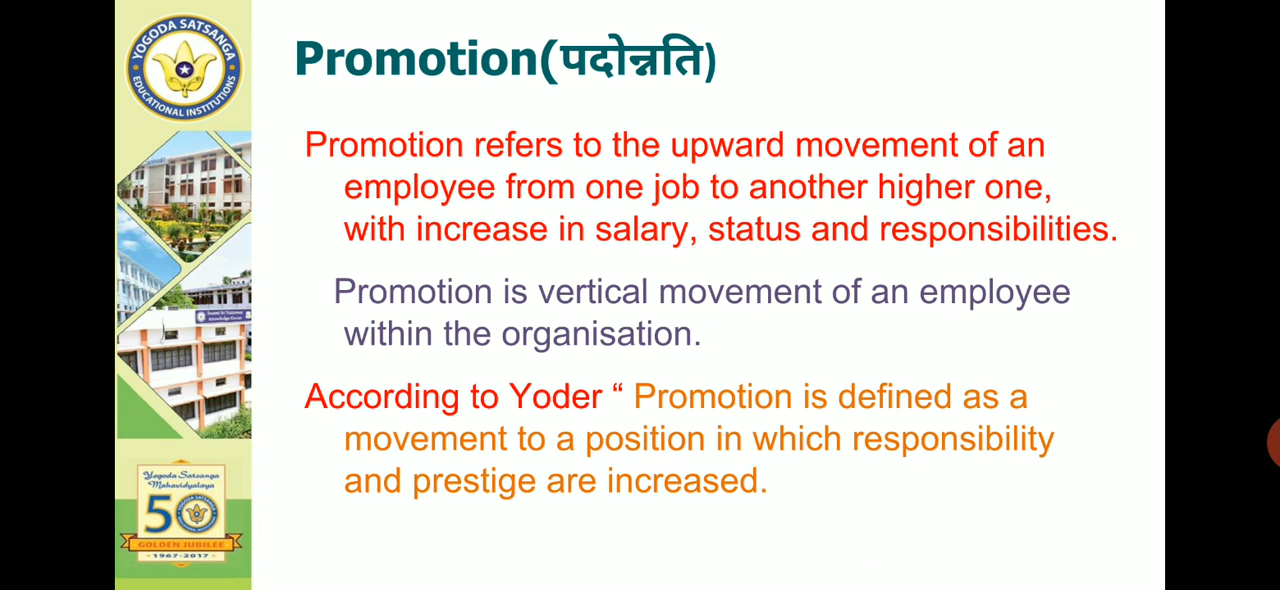 YOGODA SATSANGA
EDUCATIONAL INSTITUTIONS
Promotion(पदोन्नति)
Promotion refers to the upward movement of an
employee from one job to another higher one,
with increase in salary, status and responsibilities.
Promotion is vertical movement of an employee
within the organisation.
According to Yoder “ Promotion is defined as a
movement to a position in which responsibility
and prestige are increased.
Yogoda Satsanga
Mahavidyalaya
50
GOLDEN JUBILEE
1967-2017